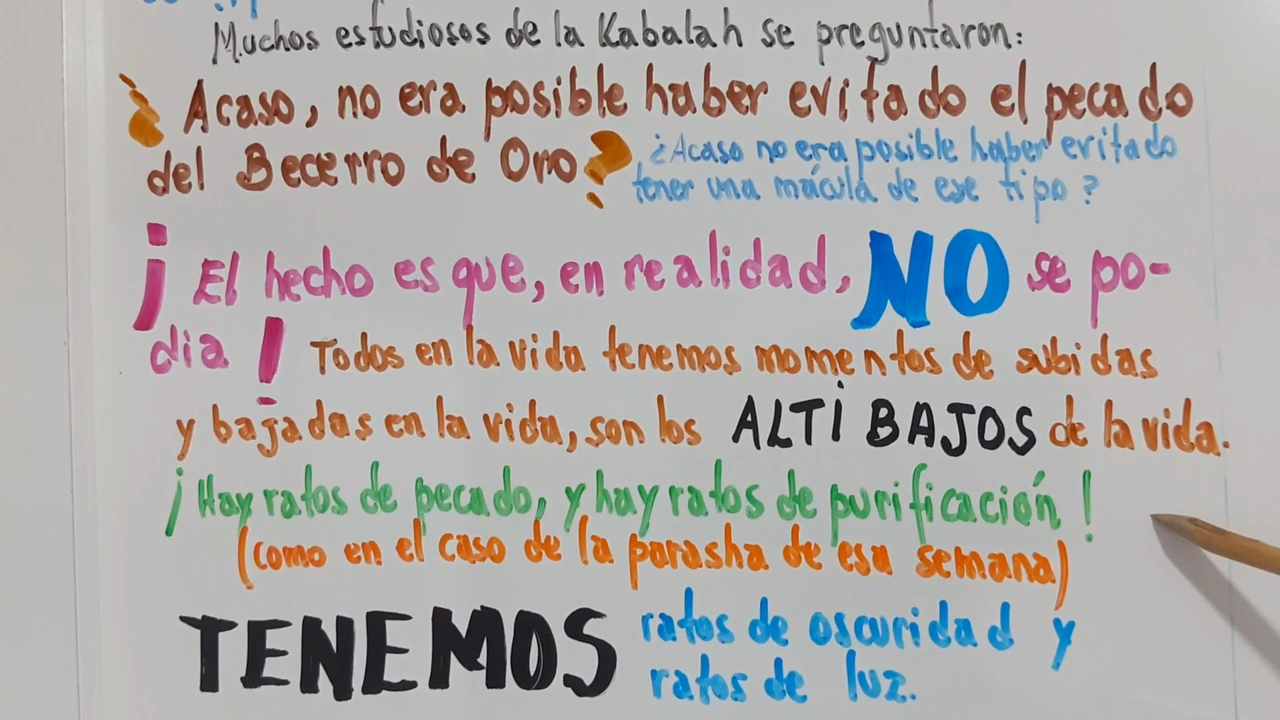 Muchos estudiosos de la Kabalah se preguntaron:
¿Acaso, no era posible haber evitado el pecado
del Becerro de Oro? ¿Acaso no era posible haber evitado
tener una mácula de ese tipo?
¡El hecho es que, en realidad, NO se po-
dia! Todos en la vida tenemos momentos de subidas
y bajadas en la vida, son los ALTIBAJOS de la vida.
¡Hay ratos de pecado, y hay ratos de purificación!
(como en el caso de la parasha de esa semana)
TENEMOS ratos de oscuridad y
ratos de luz.